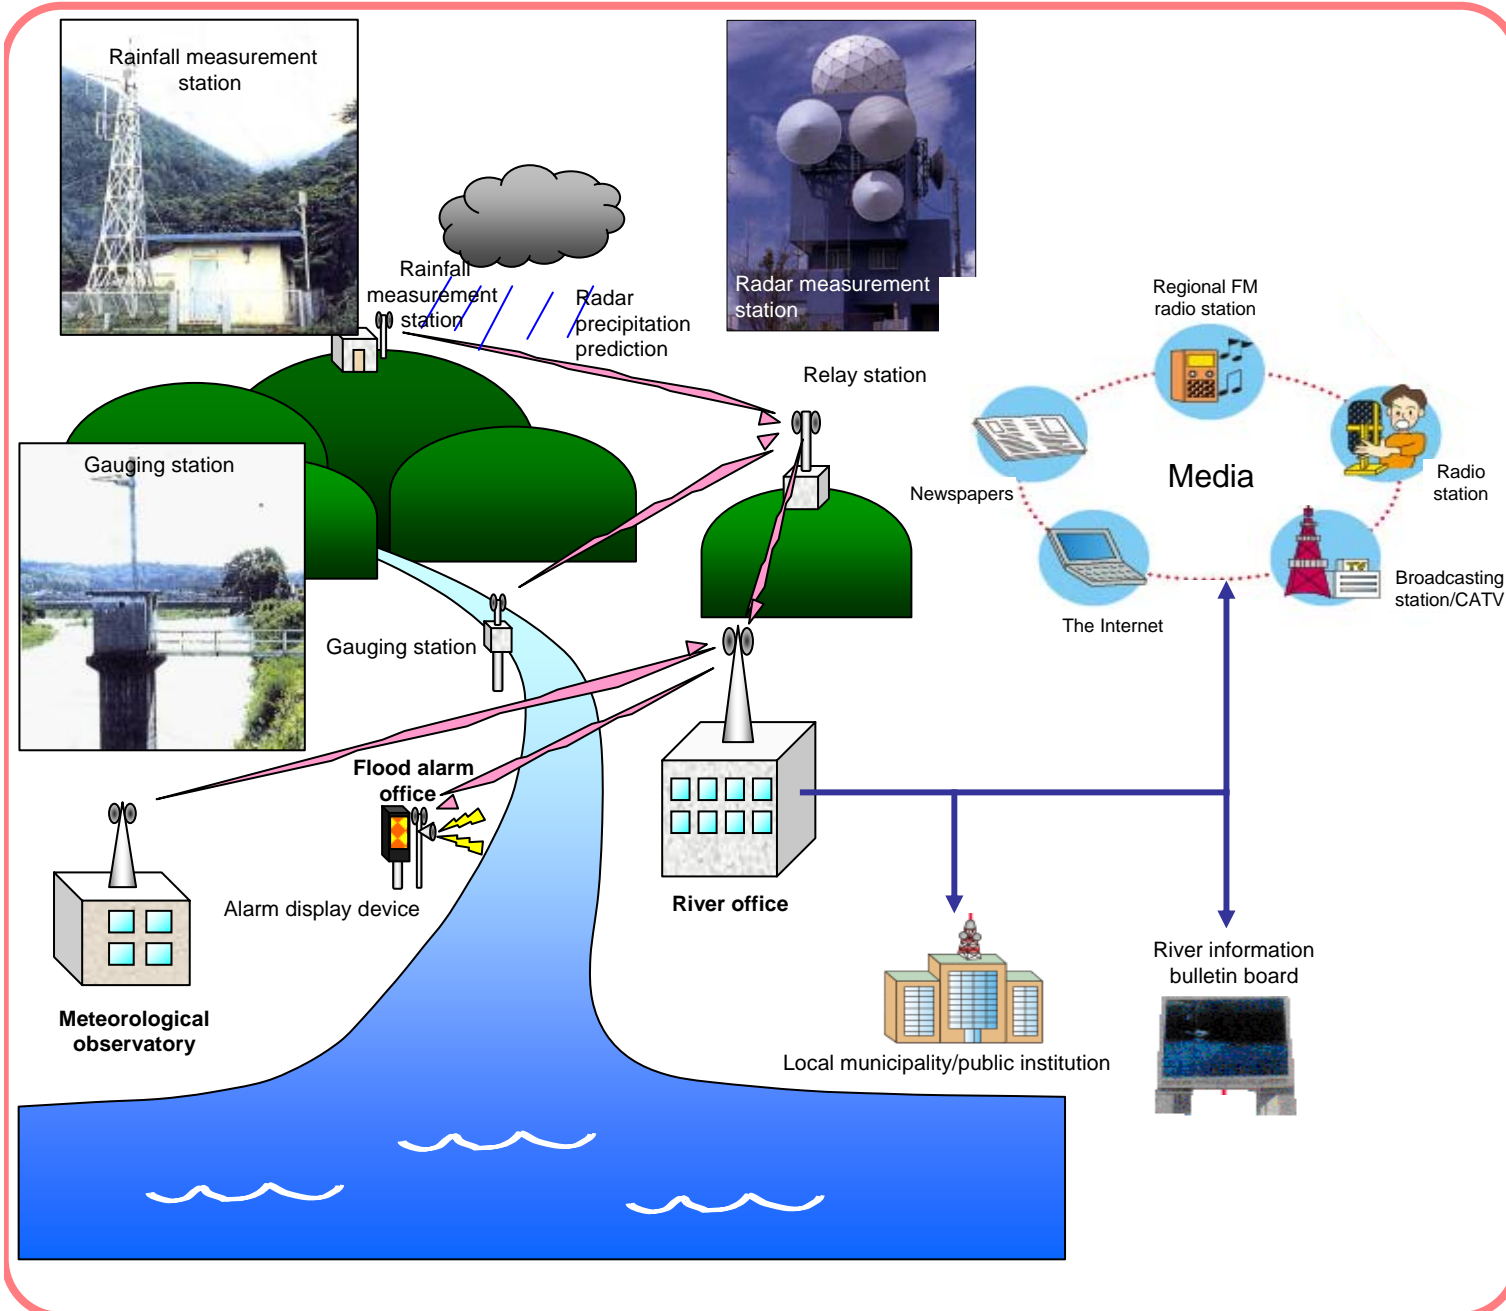 Rainfall measurement
station
Radar measurement
station
Rainfall
measurement
station
Radar
precipitation
prediction
Relay station
Regional FM
radio station
Newspapers
Media
Radio
station
The Internet
TV
Broadcasting
station/CATV
Gauging station
Gauging station
Flood alarm
office
Alarm display device
River office
Meteorological
observatory
Local municipality/public institution
River information
bulletin board